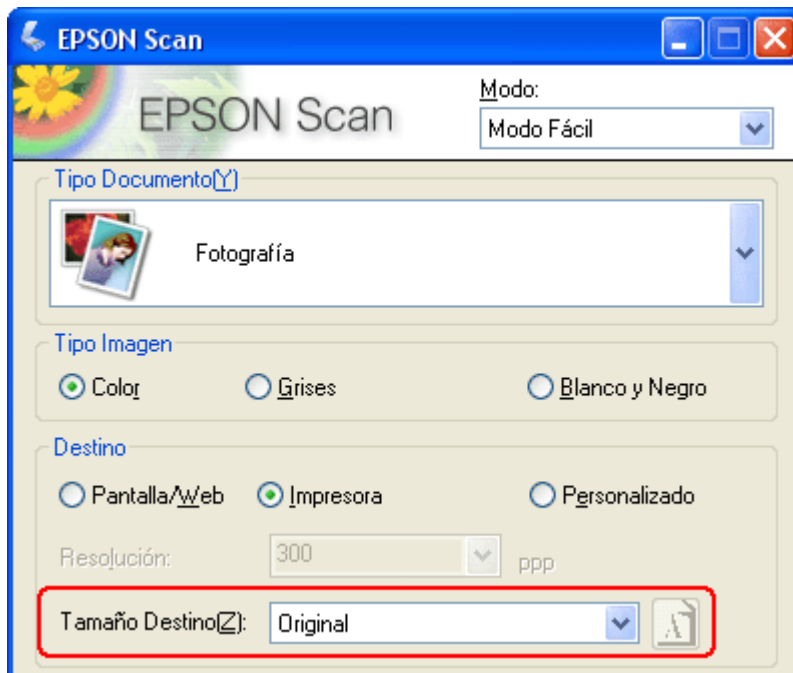 EPSON Scan
EPSON Scan
Modo:
Modo Fácil
Tipo Documento(Y)
Fotografía
Tipo Imagen
Color Grises Blanco y Negro
Destino
Pantalla/Web Impresora Personalizado
Resolución: 300 ppp
Tamaño Destino(Z): Original A